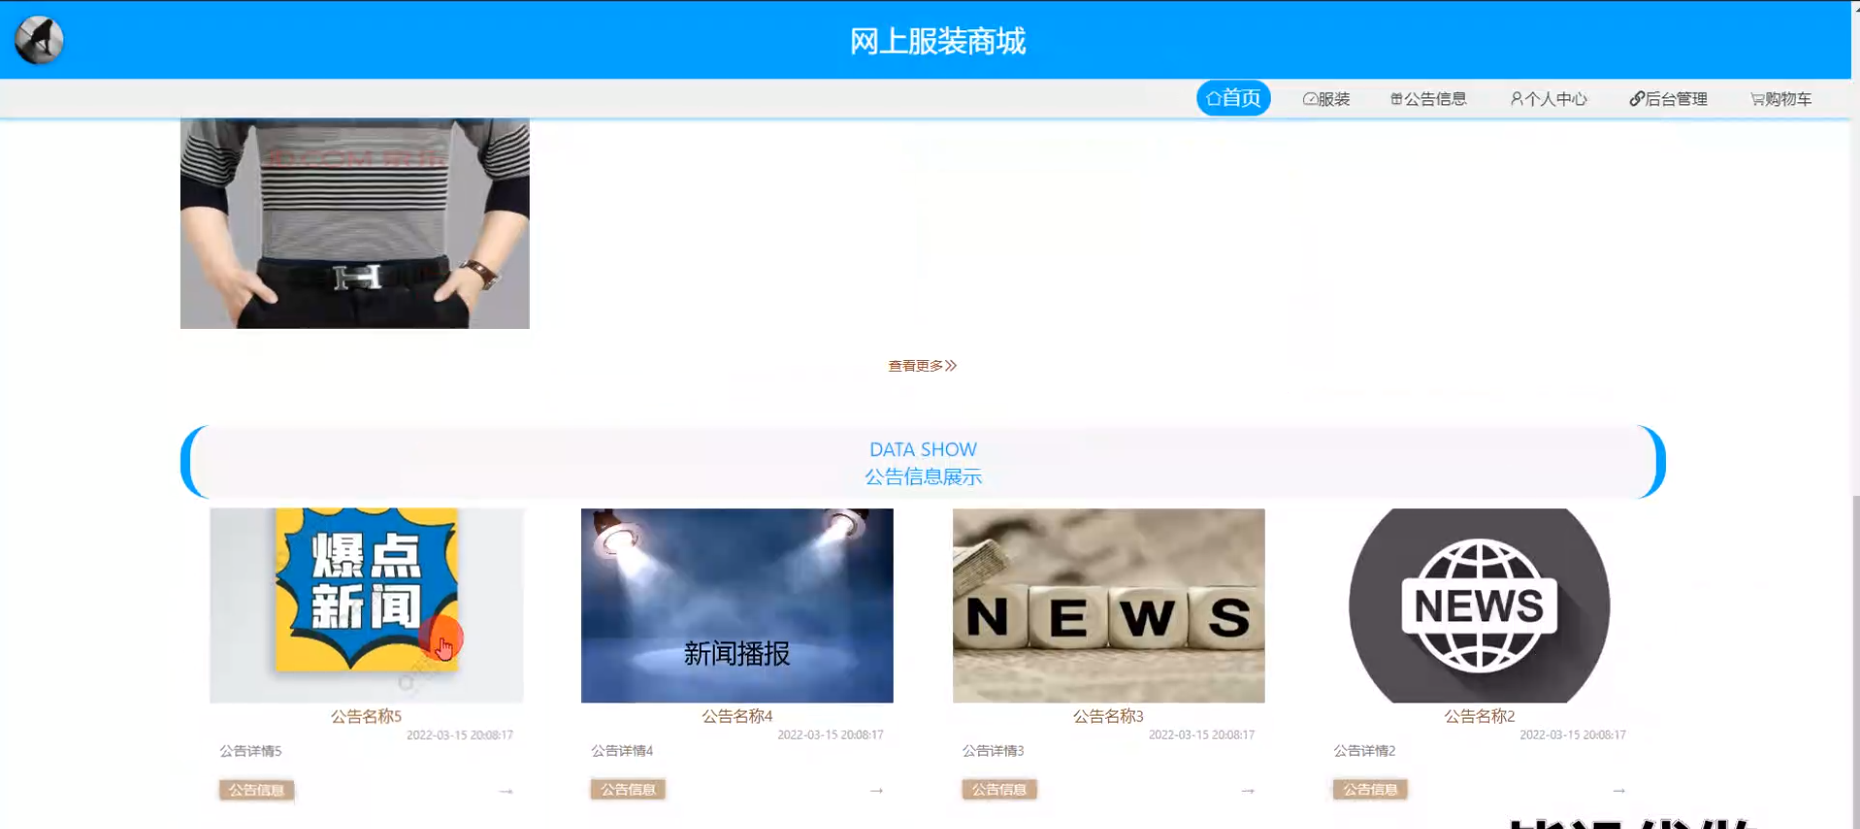 网上服装商城
首页 服装 公告信息 个人中心 后台管理 购物车
查看更多
DATA SHOW
公告信息展示
爆点
新闻
新闻播报
NEWS
NEWS
公告名称5 公告名称4 公告名称3 公告名称2
2022-03-15 20:08:17 2022-03-15 20:08:17 2022-03-15 20:08:17 2022-03-15 20:08:17
公告详情5 公告详情4 公告详情3 公告详情2
公告信息 公告信息 公告信息 公告信息